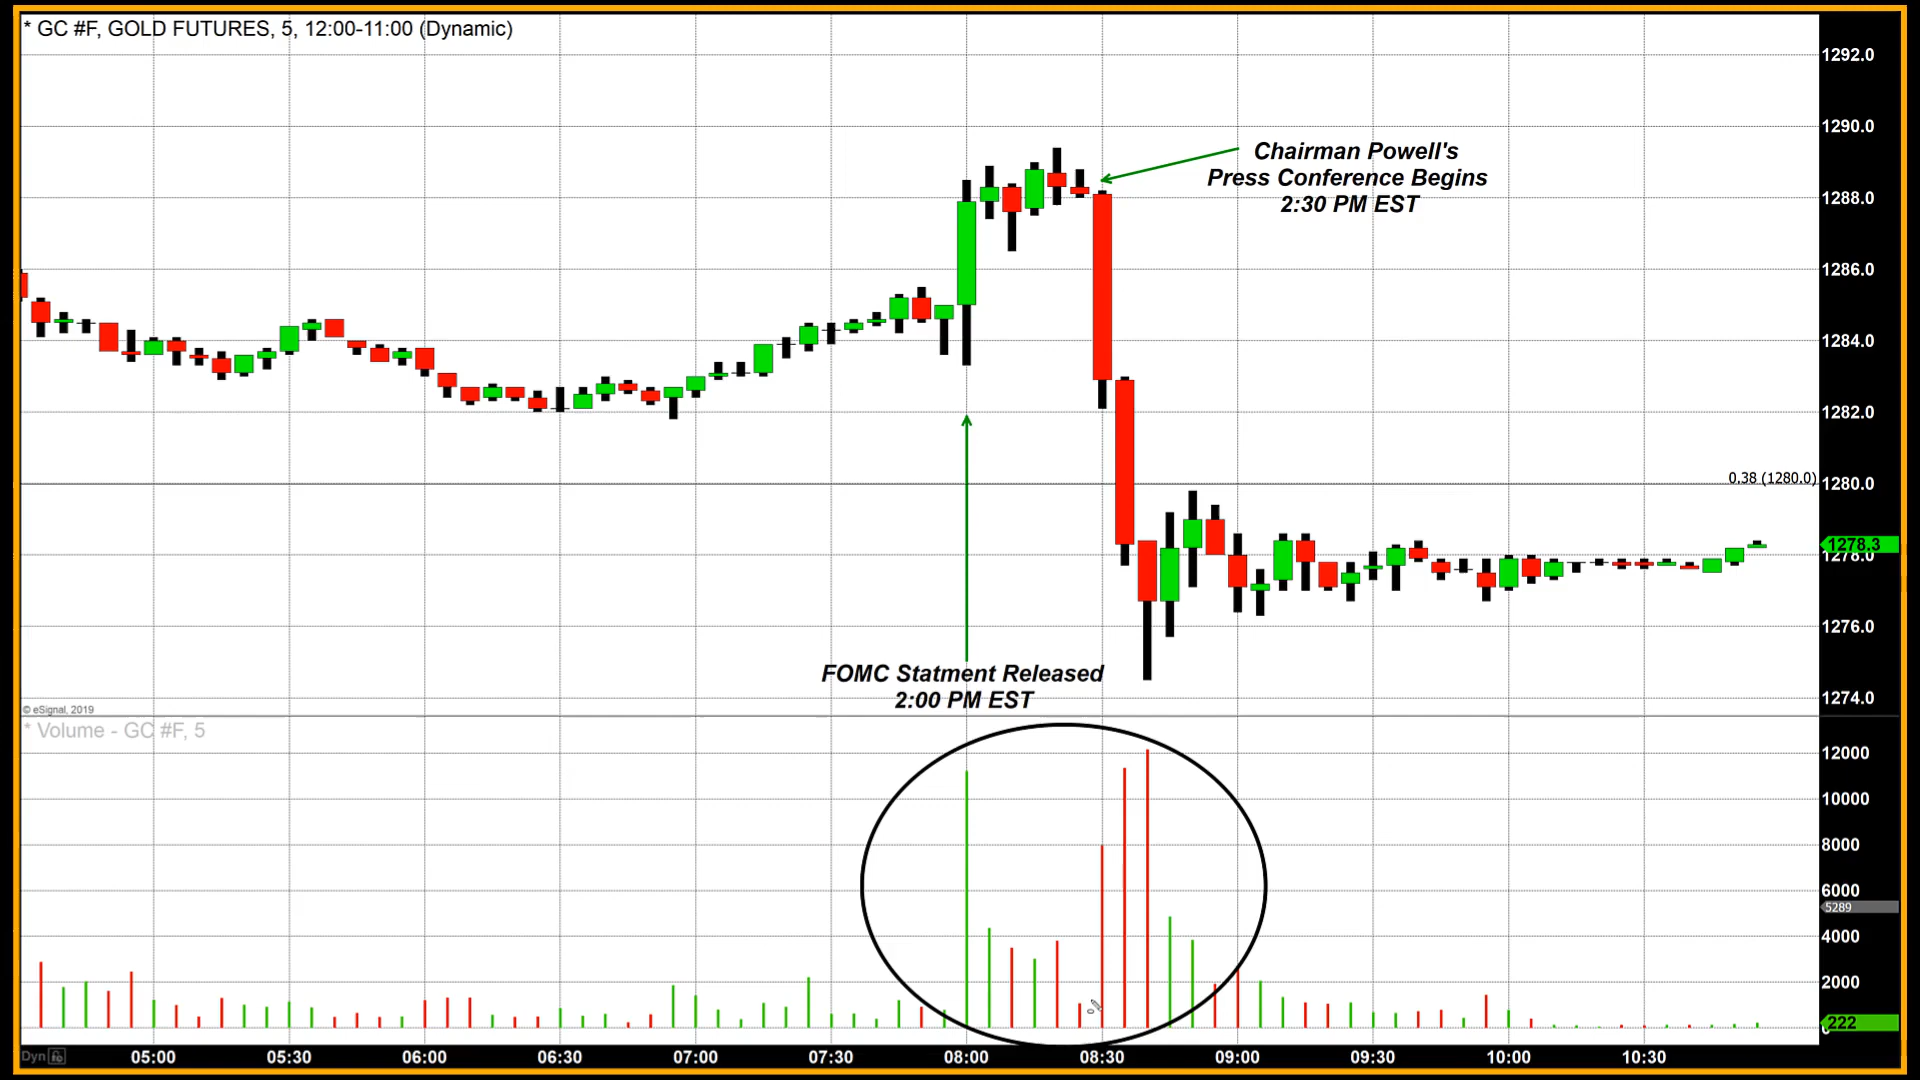 * GC #F, GOLD FUTURES, 5, 12:00-11:00 (Dynamic)
1292.0
1290.0
Chairman Powell's
Press Conference Begins
2:30 PM EST
1288.0
1286.0
1284.0
1282.0
0.38 (1280.0)
1280.0
1278.3
1278.0
1276.0
FOMC Statment Released
2:00 PM EST
1274.0
© eSignal, 2019
* Volume - GC #F, 5
12000
10000
8000
6000
5289
4000
2000
222
0
Dyn
05:00 05:30 06:00 06:30 07:00 07:30 08:00 08:30 09:00 09:30 10:00 10:30